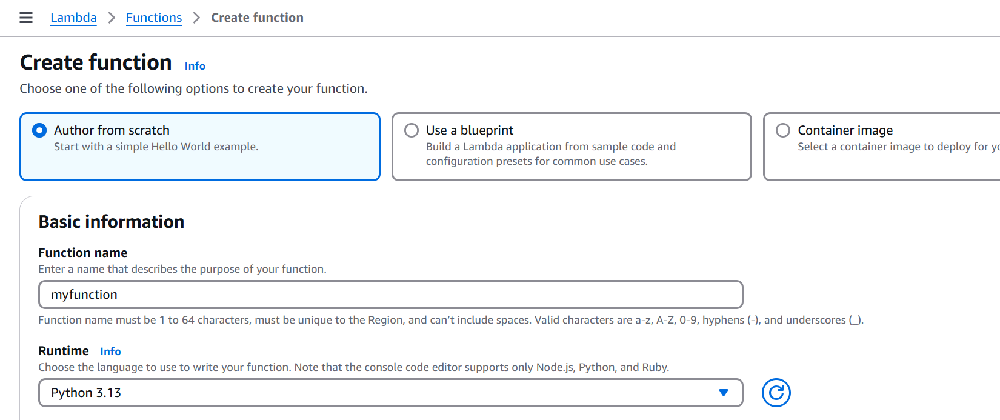 Lambda > Functions > Create function
Create function Info
Choose one of the following options to create your function.
Author from scratch
Start with a simple Hello World example.
Use a blueprint
Build a Lambda application from sample code and
configuration presets for common use cases.
Container image
Select a container image to deploy for
Basic information
Function name
Enter a name that describes the purpose of your function.
myfunction
Function name must be 1 to 64 characters, must be unique to the Region, and can’t include spaces. Valid characters are a-z, A-Z, 0-9, hyphens (-), and underscores (_).
Runtime Info
Choose the language to use to write your function. Note that the console code editor supports only Node.js, Python, and Ruby.
Python 3.13